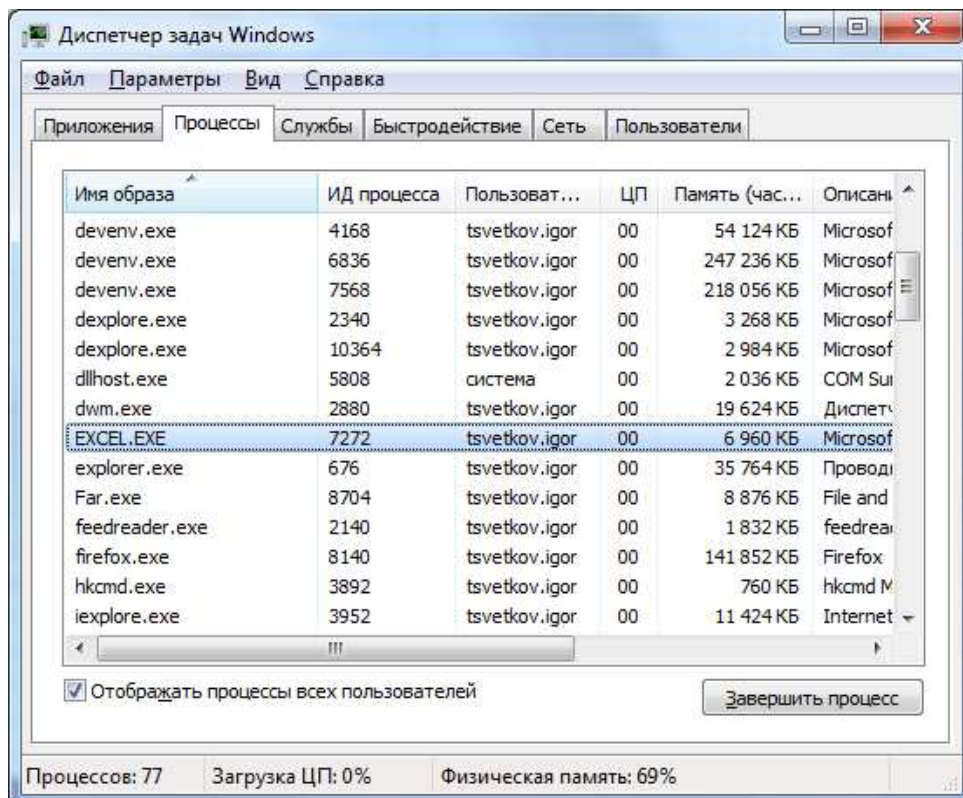 Диспетчер задач Windows
Файл Параметры Вид Справка
Приложения Процессы Службы Быстродействие Сеть Пользователи
Имя образа ИД процесса Пользоват... ЦП Память (час... Описани
devenv.exe 4168 tsvetkov.igor 00 54 124 КБ Microsof
devenv.exe 6836 tsvetkov.igor 00 247 236 КБ Microsof
devenv.exe 7568 tsvetkov.igor 00 218 056 КБ Microsof
dexplore.exe 2340 tsvetkov.igor 00 3 268 КБ Microsof
dexplore.exe 10364 tsvetkov.igor 00 2 984 КБ Microsof
dllhost.exe 5808 система 00 2 036 КБ COM Sur
dwm.exe 2880 tsvetkov.igor 00 19 624 КБ Диспетч
EXCEL.EXE 7272 tsvetkov.igor 00 6 960 КБ Microsof
explorer.exe 676 tsvetkov.igor 00 35 764 КБ Провод
Far.exe 8704 tsvetkov.igor 00 8 876 КБ File and
feedreader.exe 2140 tsvetkov.igor 00 1 832 КБ feedrea
firefox.exe 8140 tsvetkov.igor 00 141 852 КБ Firefox
hkcmd.exe 3892 tsvetkov.igor 00 760 КБ hkcmd M
iexplore.exe 3952 tsvetkov.igor 00 11 424 КБ Internet
Отображать процессы всех пользователей
Завершить процесс
Процессов: 77 Загрузка ЦП: 0% Физическая память: 69%